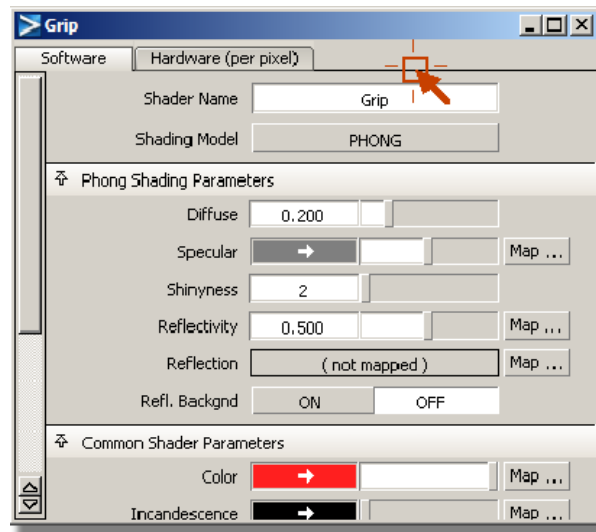 Grip
Software Hardware (per pixel)
Shader Name Grip
Shading Model PHONG
Phong Shading Parameters
Diffuse 0.200
Specular Map ...
Shinyness 2
Reflectivity 0.500 Map ...
Reflection ( not mapped ) Map ...
Refl. Backgnd ON OFF
Common Shader Parameters
Color Map ...
Incandescence Map ...